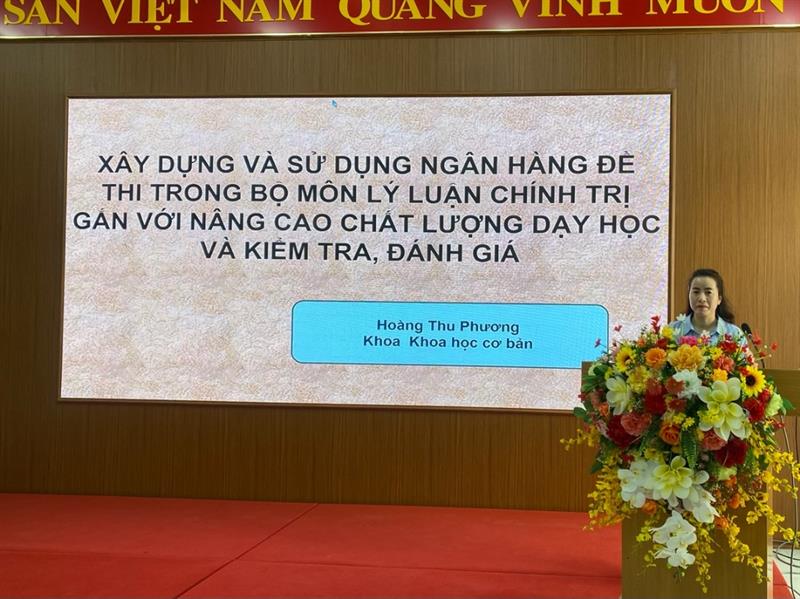 SẢN VIỆT NAM QUANG VINH MUÔN
XÂY DỰNG VÀ SỬ DỤNG NGÂN HÀNG ĐỀ
THI TRONG BỘ MÔN LÝ LUẬN CHÍNH TRỊ
GẮN VỚI NÂNG CAO CHẤT LƯỢNG DẠY HỌC
VÀ KIỂM TRA, ĐÁNH GIÁ
Hoàng Thu Phương
Khoa Khoa học cơ bản